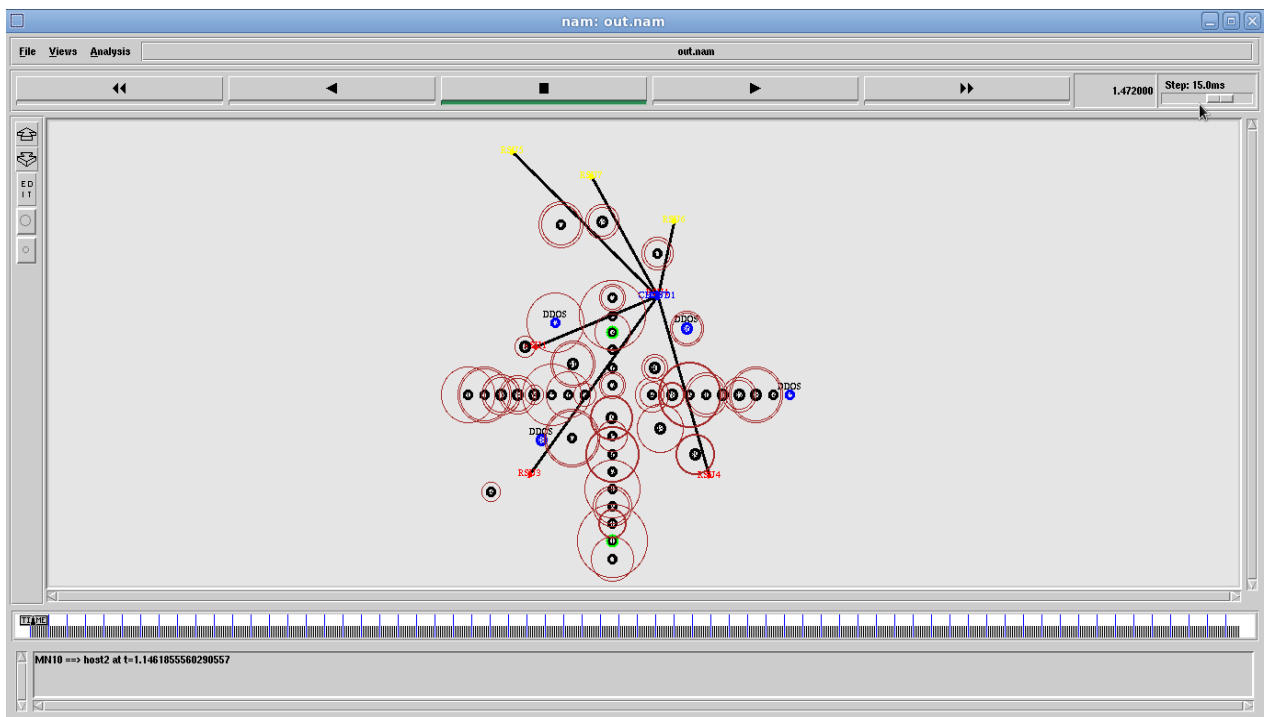 nam: out.nam
File Views Analysis out.nam
1.472000
Step: 15.0ms
ED
IT
DDOS
DDOS
DDOS
DDOS
RSU3
RSU4
TIME
MN10 ==> host2 at t=1.1461855560290557